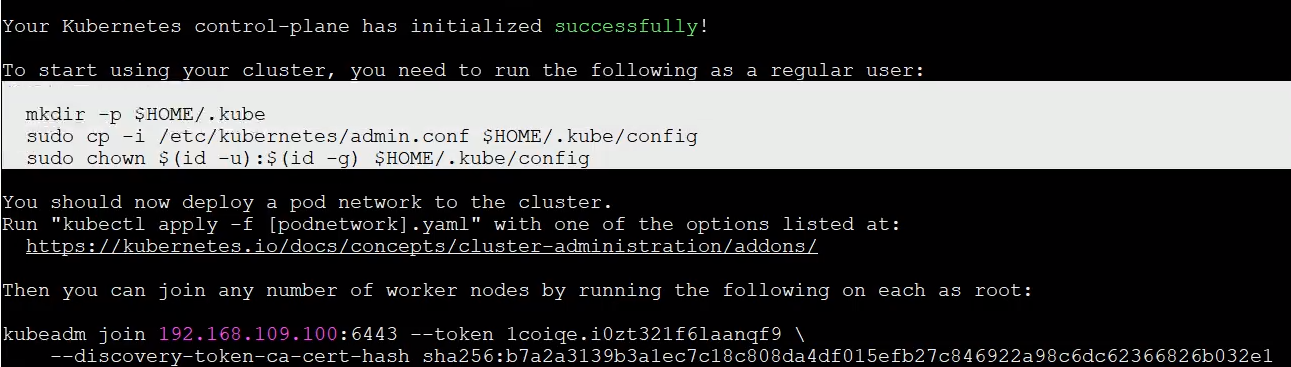 Your Kubernetes control-plane has initialized successfully!
To start using your cluster, you need to run the following as a regular user:
mkdir -p $HOME/.kube
sudo cp -i /etc/kubernetes/admin.conf $HOME/.kube/config
sudo chown $(id -u):$(id -g) $HOME/.kube/config
You should now deploy a pod network to the cluster.
Run "kubectl apply -f [podnetwork].yaml" with one of the options listed at:
https://kubernetes.io/docs/concepts/cluster-administration/addons/
Then you can join any number of worker nodes by running the following on each as root:
kubeadm join 192.168.109.100:6443 --token 1coiqe.i0zt321f6laanqf9 \
--discovery-token-ca-cert-hash sha256:b7a2a3139b3a1ec7c18c808da4df015efb27c846922a98c6dc62366826b032e1